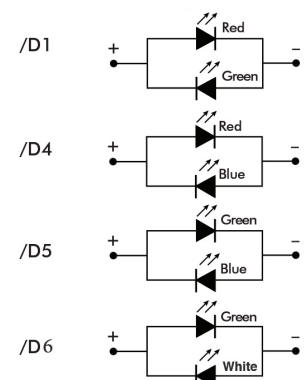 /D1 + Red −
Green
/D4 + Red −
Blue
/D5 + Green −
Blue
/D6 + Green −
White